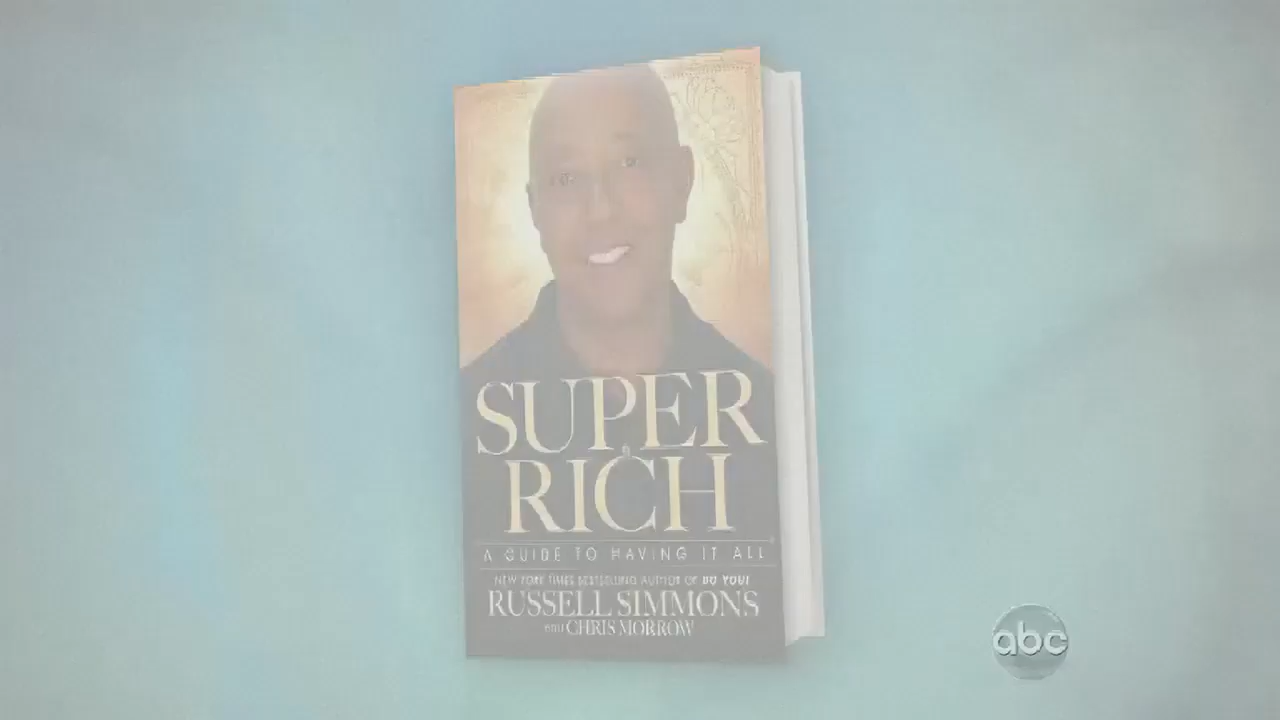 SUPER
RICH
A GUIDE TO HAVING IT ALL
NEW YORK TIMES BESTSELLING AUTHOR OF DO YOU!
RUSSELL SIMMONS
WITH CHRIS MORROW
abc